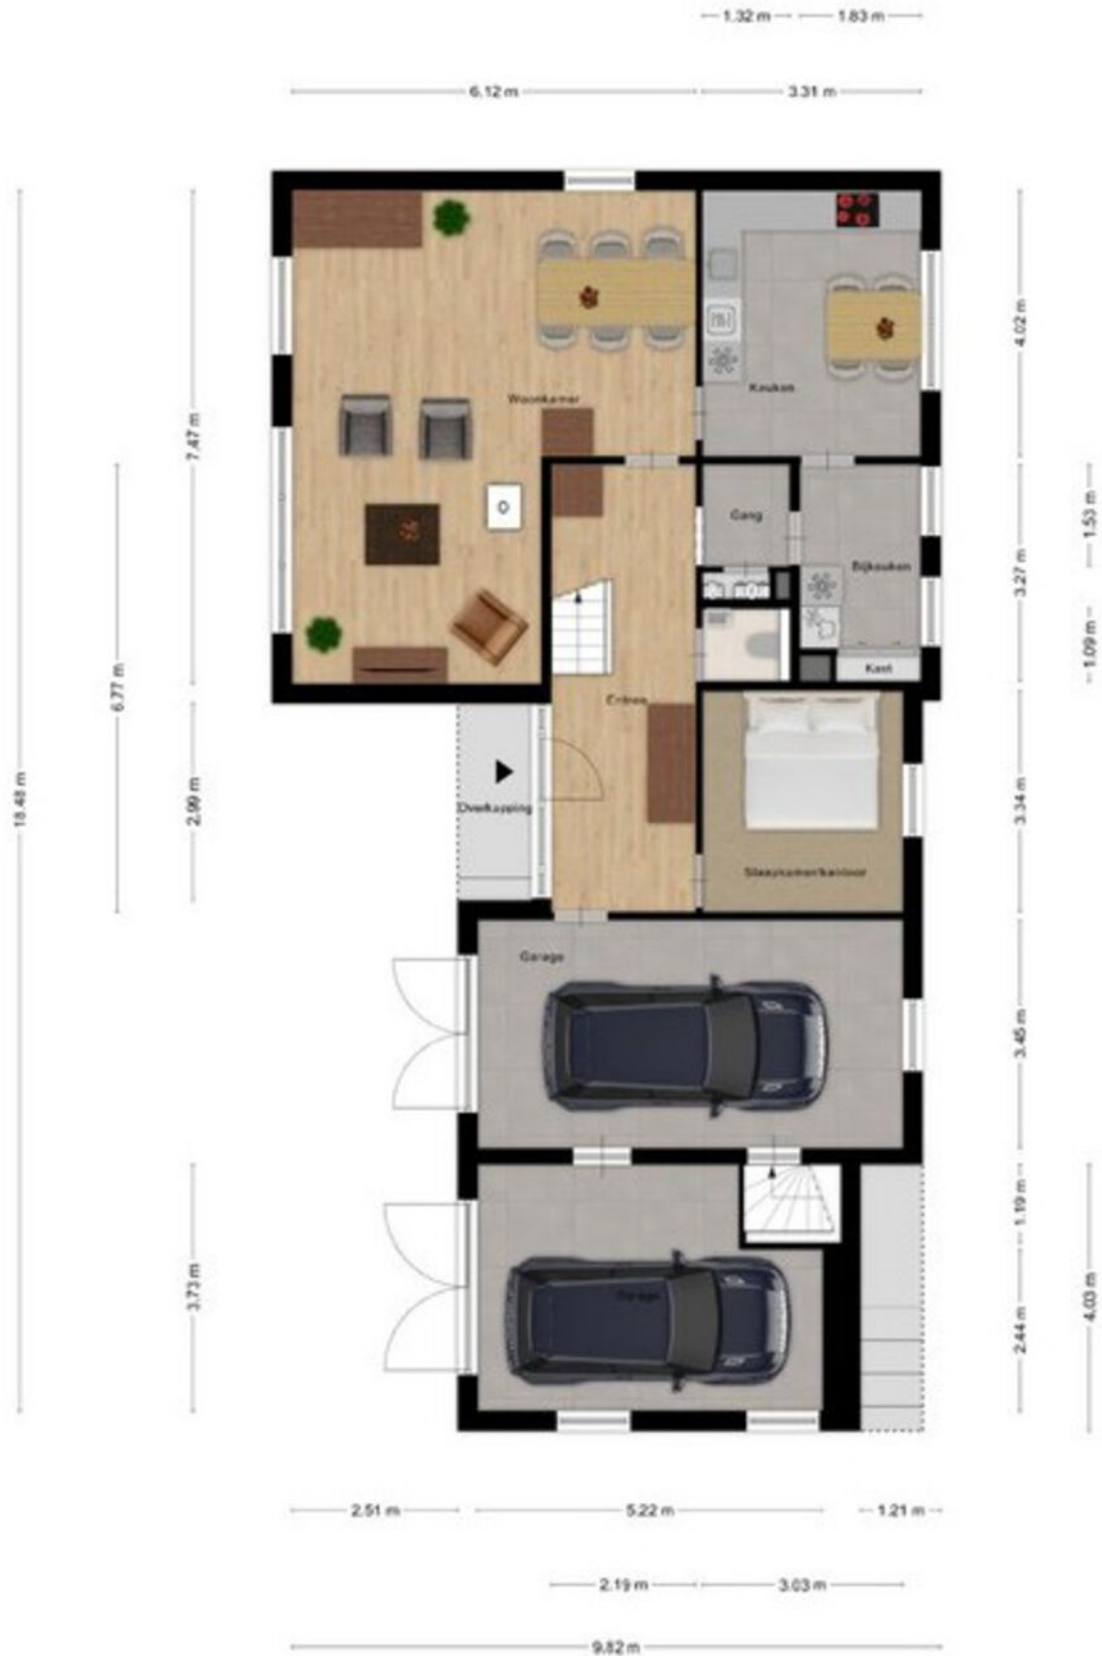 1.32 m
1.83 m
6.12 m
3.31 m
4.02 m
7.47 m
Woonkamer
Keuken
Gang
Bijkeuken
1.53 m
3.27 m
1.09 m
Kast
6.77 m
Entree
18.48 m
2.99 m
Overkapping
3.34 m
Slaapkamer/kantoor
Garage
3.45 m
1.19 m
3.73 m
Garage
2.44 m
4.03 m
2.51 m
5.22 m
1.21 m
2.19 m
3.03 m
9.82 m